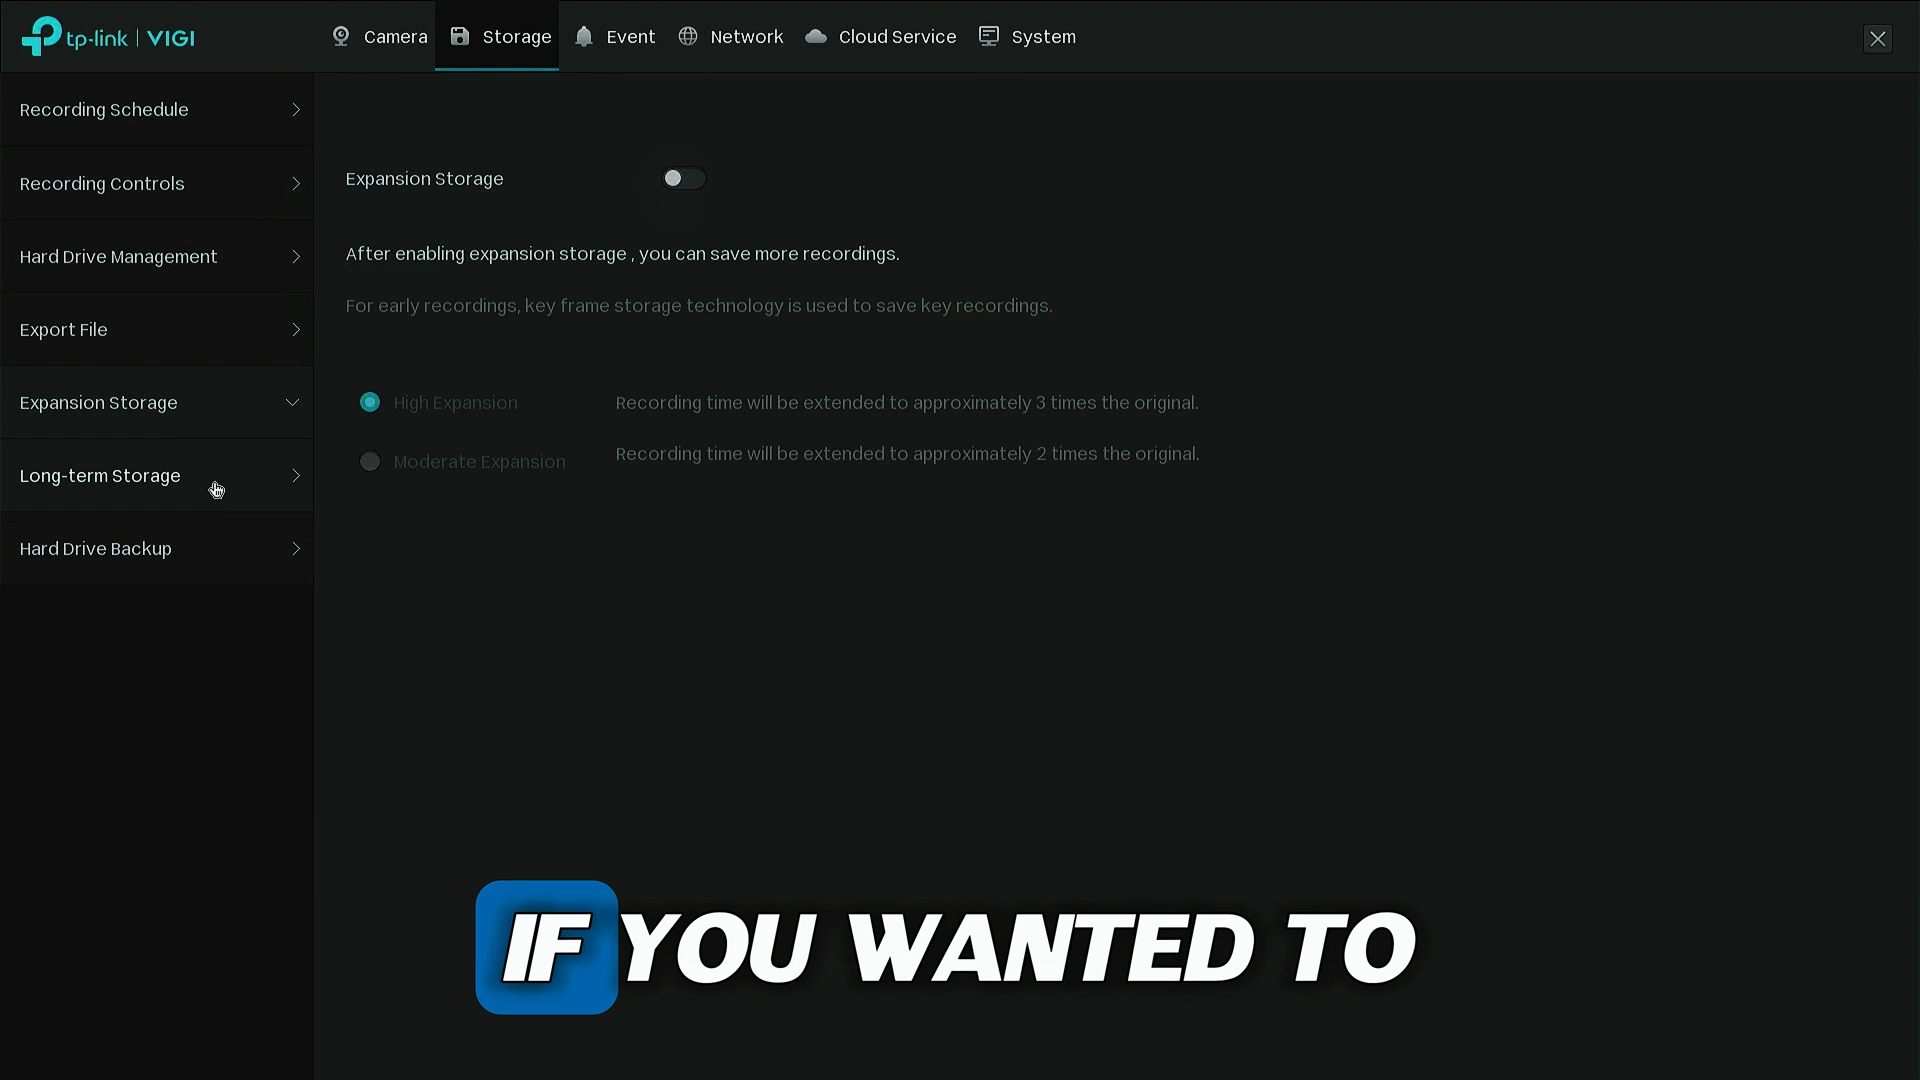 tp-link | VIGI
Camera
Storage
Event
Network
Cloud Service
System
Recording Schedule
Recording Controls
Hard Drive Management
Export File
Expansion Storage
Long-term Storage
Hard Drive Backup
Expansion Storage
After enabling expansion storage , you can save more recordings.
For early recordings, key frame storage technology is used to save key recordings.
High Expansion
Recording time will be extended to approximately 3 times the original.
Moderate Expansion
Recording time will be extended to approximately 2 times the original.
IF YOU WANTED TO